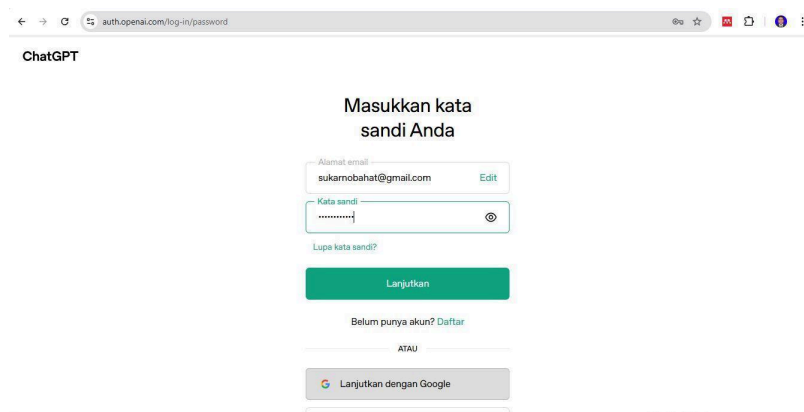 auth.openai.com/log-in/password
ChatGPT
Masukkan kata
sandi Anda
Alamat email
sukarnobahat@gmail.com Edit
Kata sandi
••••••••••••
Lupa kata sandi?
Lanjutkan
Belum punya akun? Daftar
ATAU
G Lanjutkan dengan Google